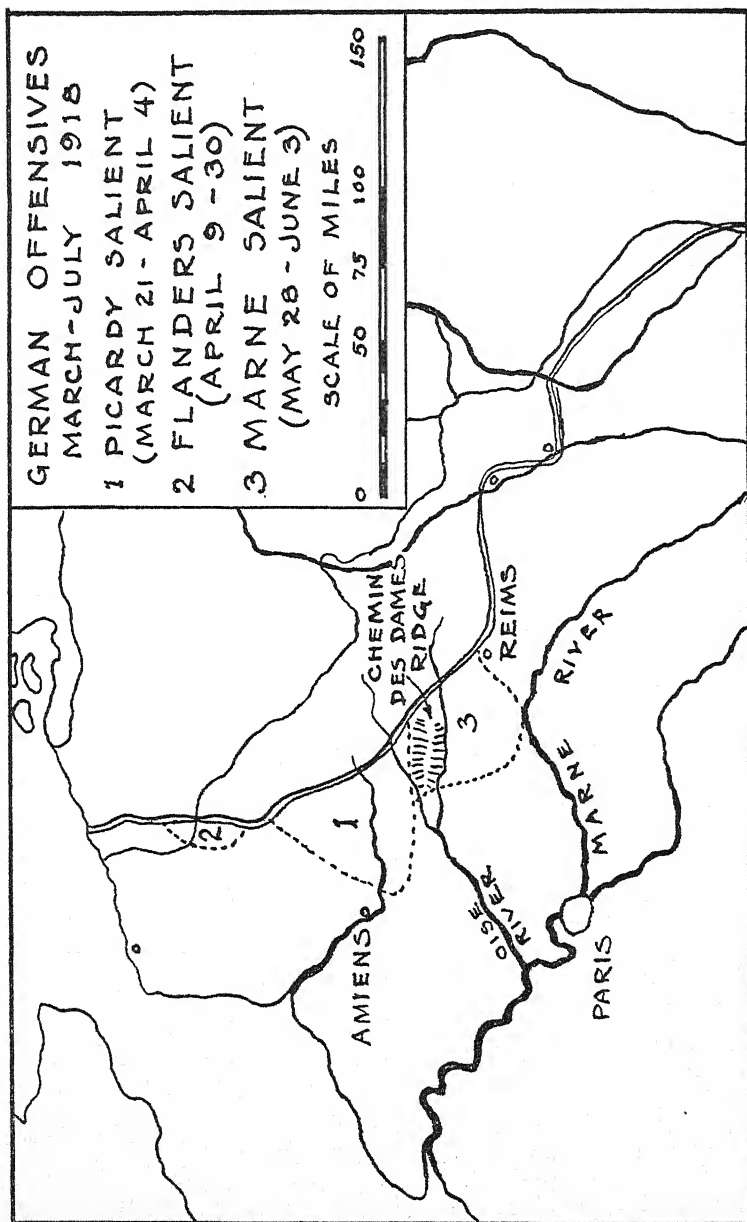 GERMAN OFFENSIVES
MARCH-JULY 1918
1 PICARDY SALIENT
(MARCH 21 - APRIL 4)
2 FLANDERS SALIENT
(APRIL 9 - 30)
3 MARNE SALIENT
(MAY 28 - JUNE 3)
SCALE OF MILES
0 50 75 100 150
2
1
AMIENS
CHEMIN
DES DAMES
RIDGE
3
REIMS
OISE
RIVER
MARNE RIVER
PARIS